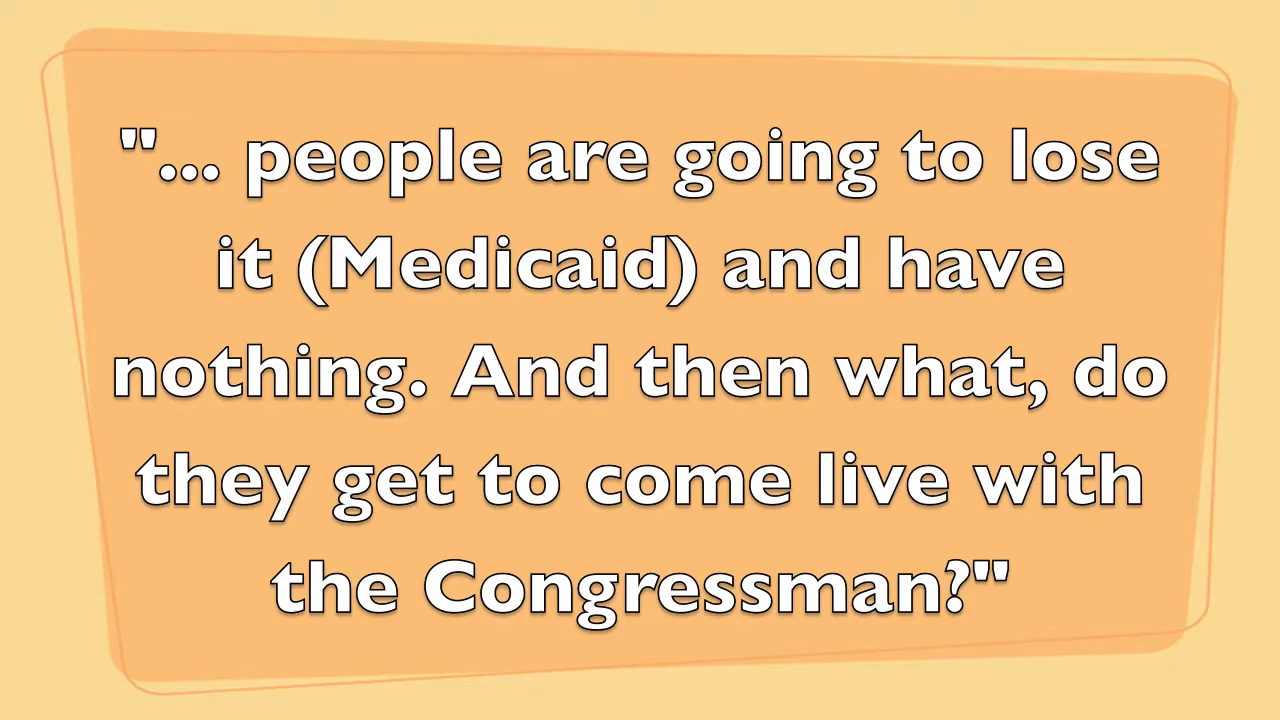 "... people are going to lose
it (Medicaid) and have
nothing. And then what, do
they get to come live with
the Congressman?"